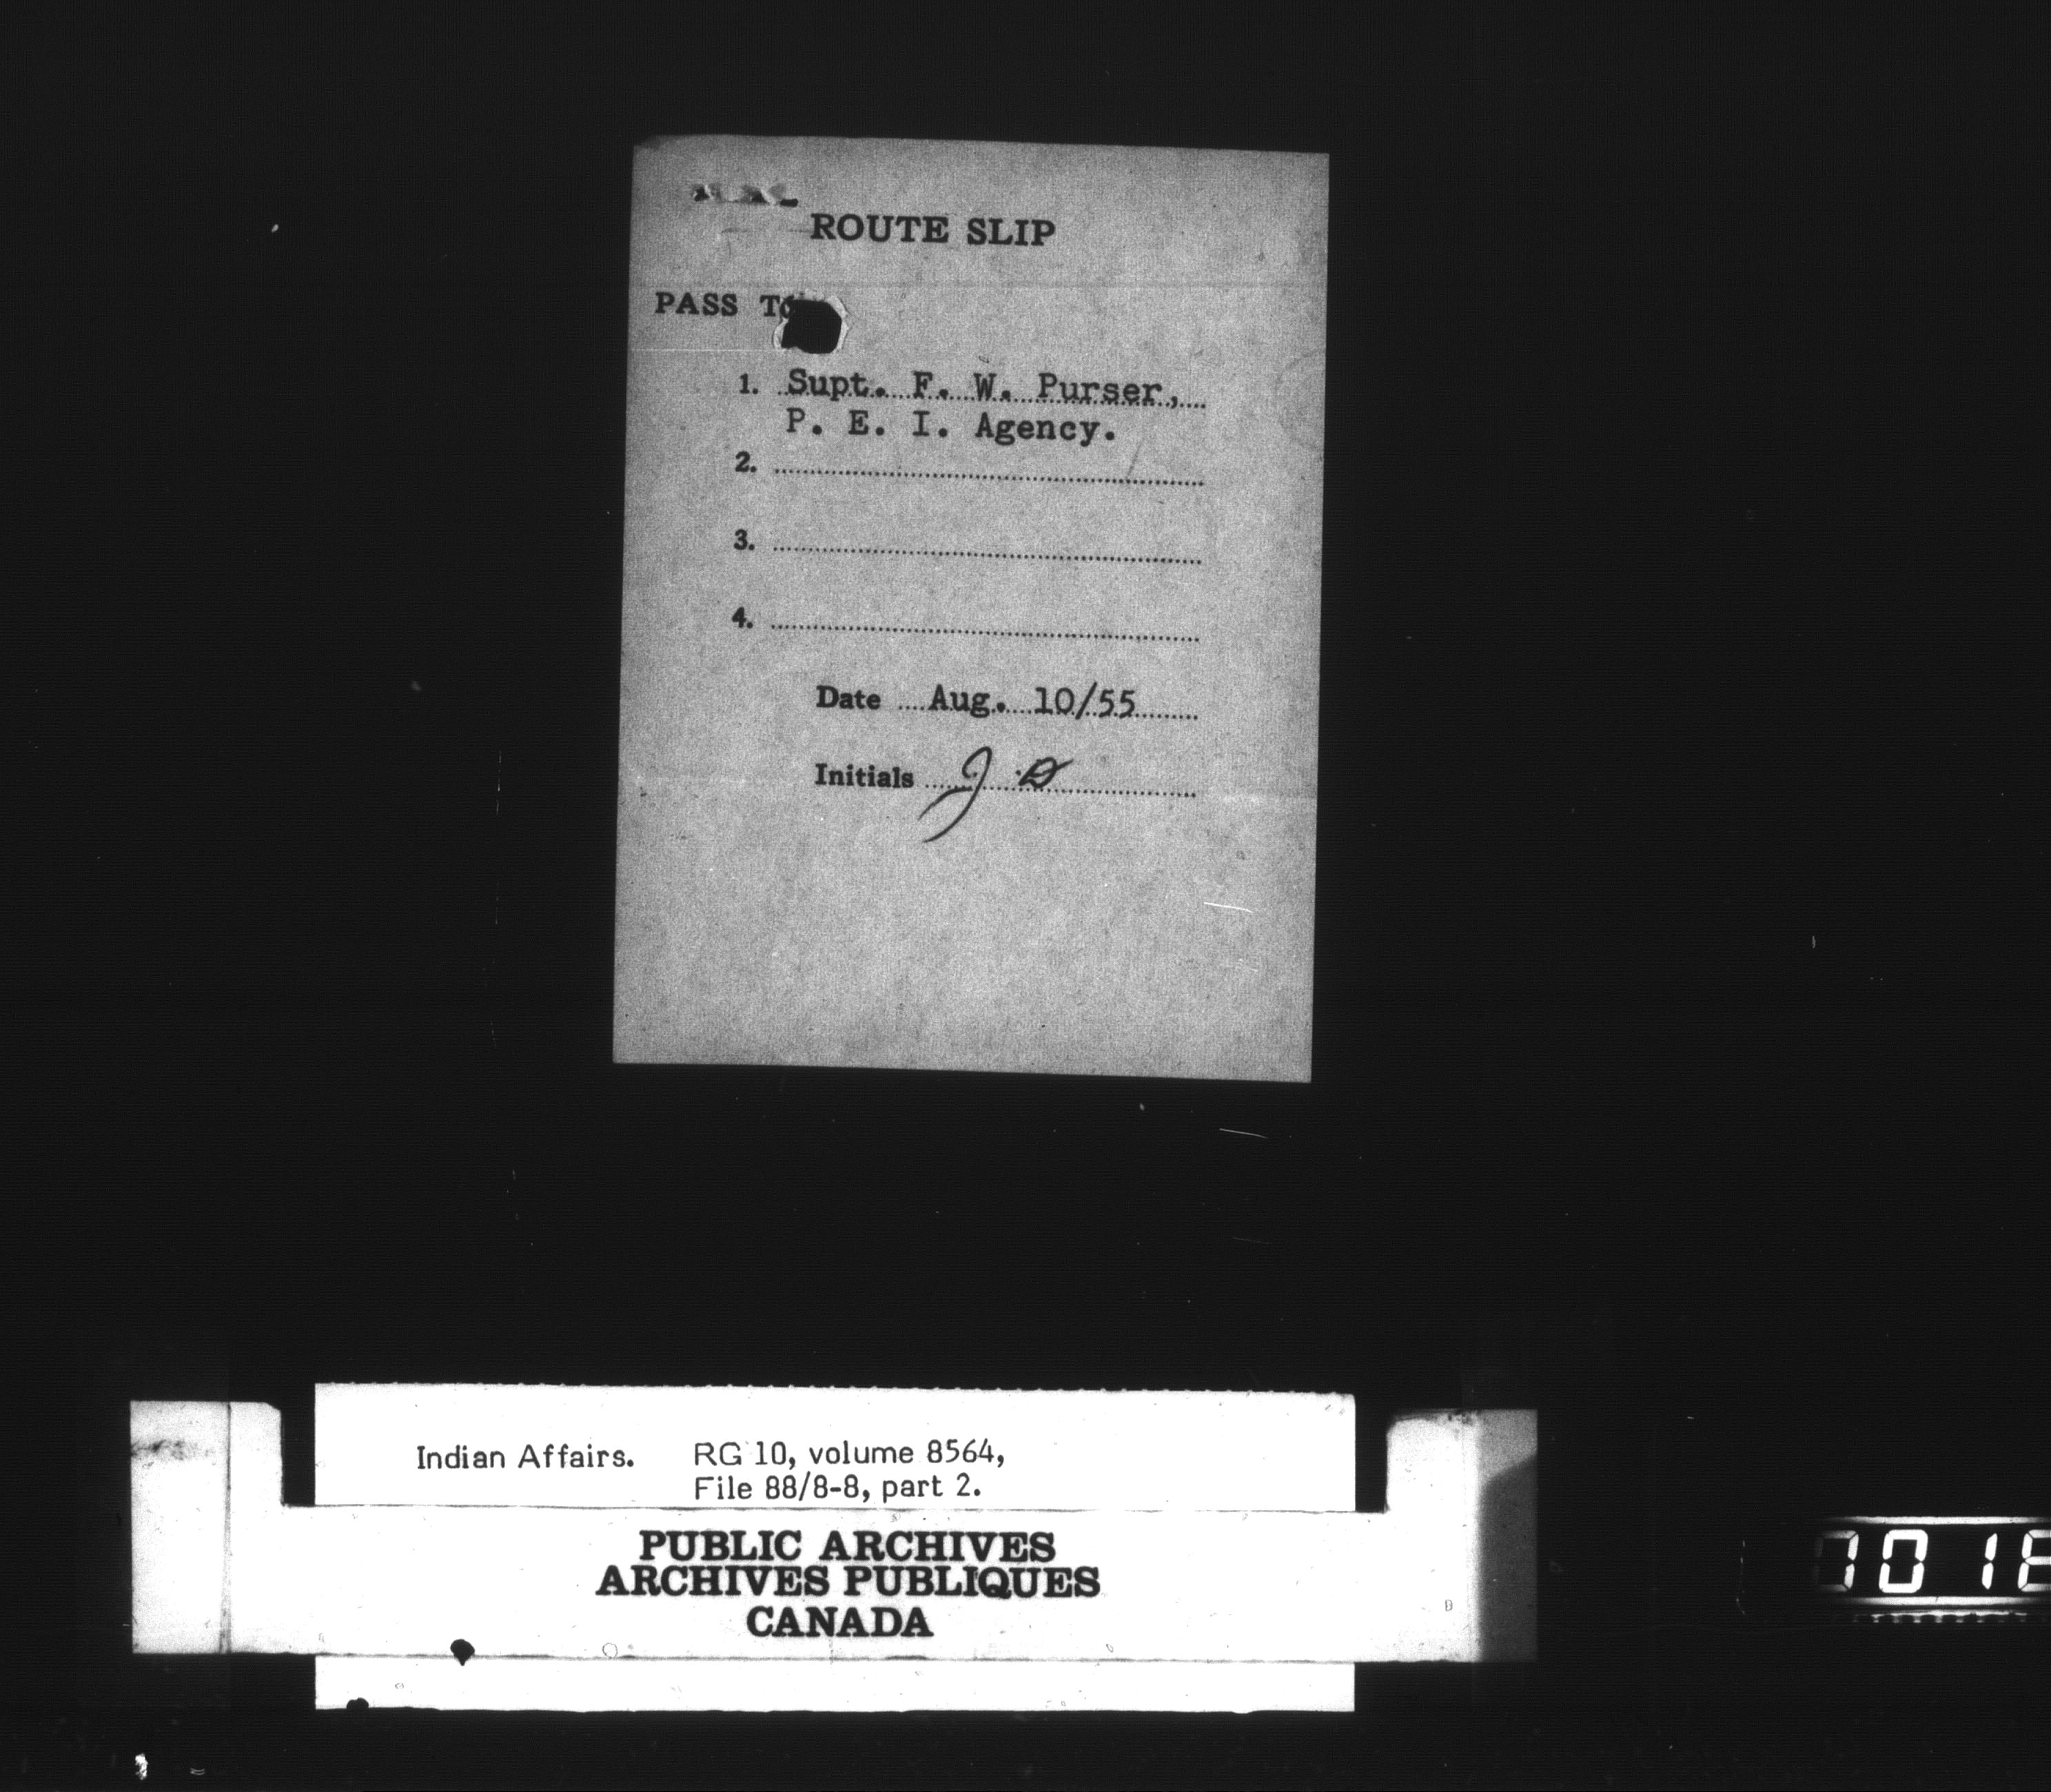 ROUTE SLIP
PASS TO
1. Supt. F. W. Purser,
P. E. I. Agency.
2.
3.
4.
Date Aug. 10/55
Initials J.D
Indian Affairs. RG 10, volume 8564,
File 88/8-8, part 2.
PUBLIC ARCHIVES
ARCHIVES PUBLIQUES
CANADA